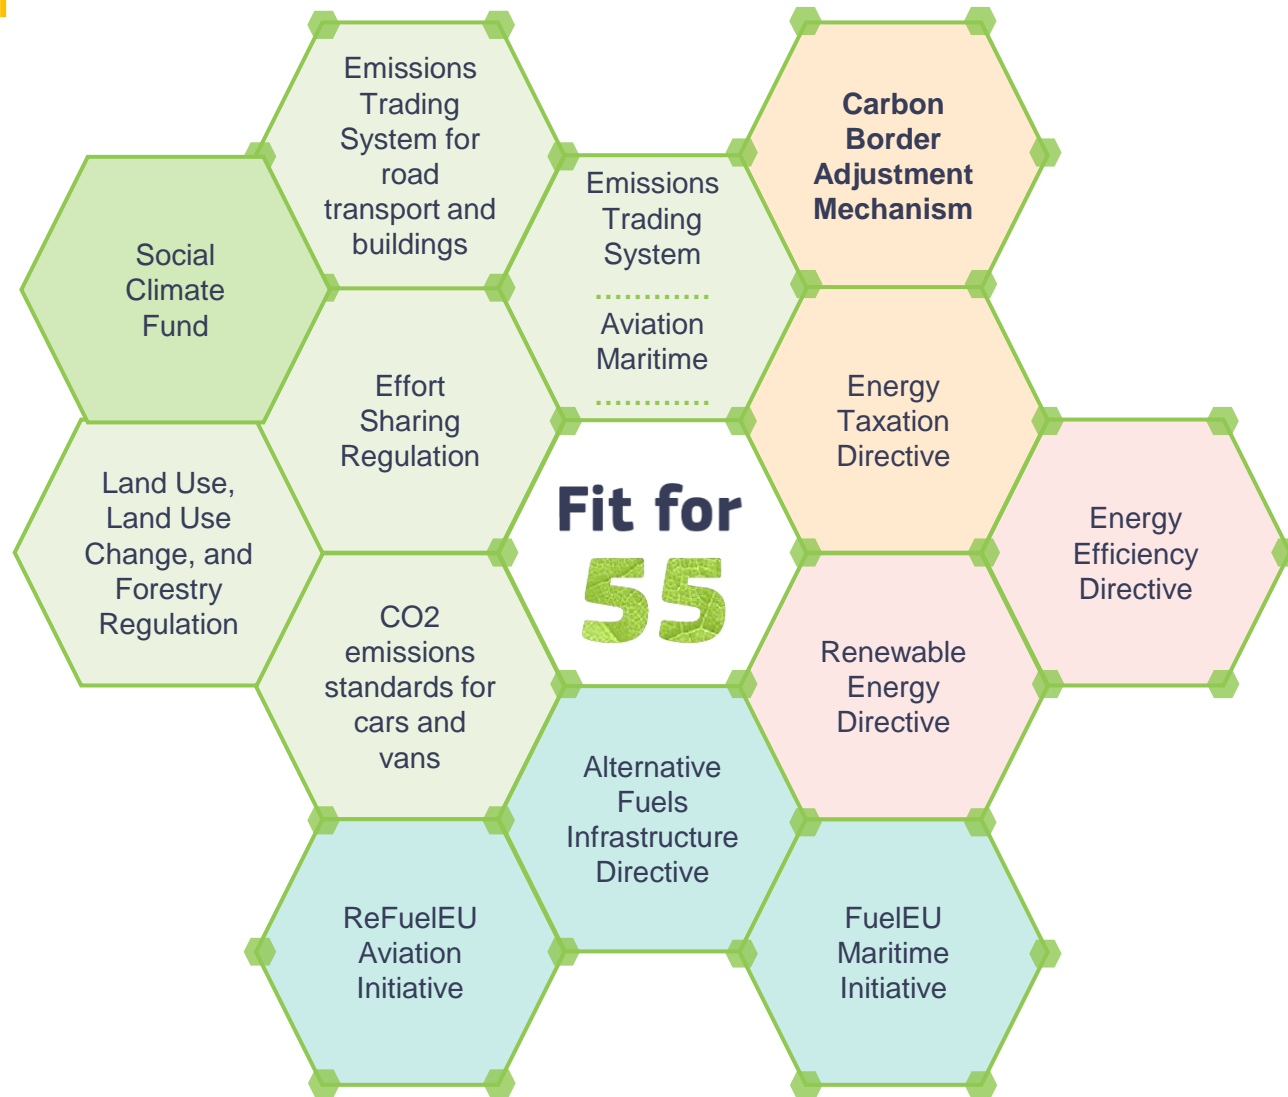 Emissions
Trading
System for
road
transport and
buildings
Carbon
Border
Adjustment
Mechanism
Emissions
Trading
System
............
Aviation
Maritime
............
Social
Climate
Fund
Effort
Sharing
Regulation
Energy
Taxation
Directive
Land Use,
Land Use
Change, and
Forestry
Regulation
Fit for
55
Energy
Efficiency
Directive
CO2
emissions
standards for
cars and
vans
Renewable
Energy
Directive
Alternative
Fuels
Infrastructure
Directive
ReFuelEU
Aviation
Initiative
FuelEU
Maritime
Initiative